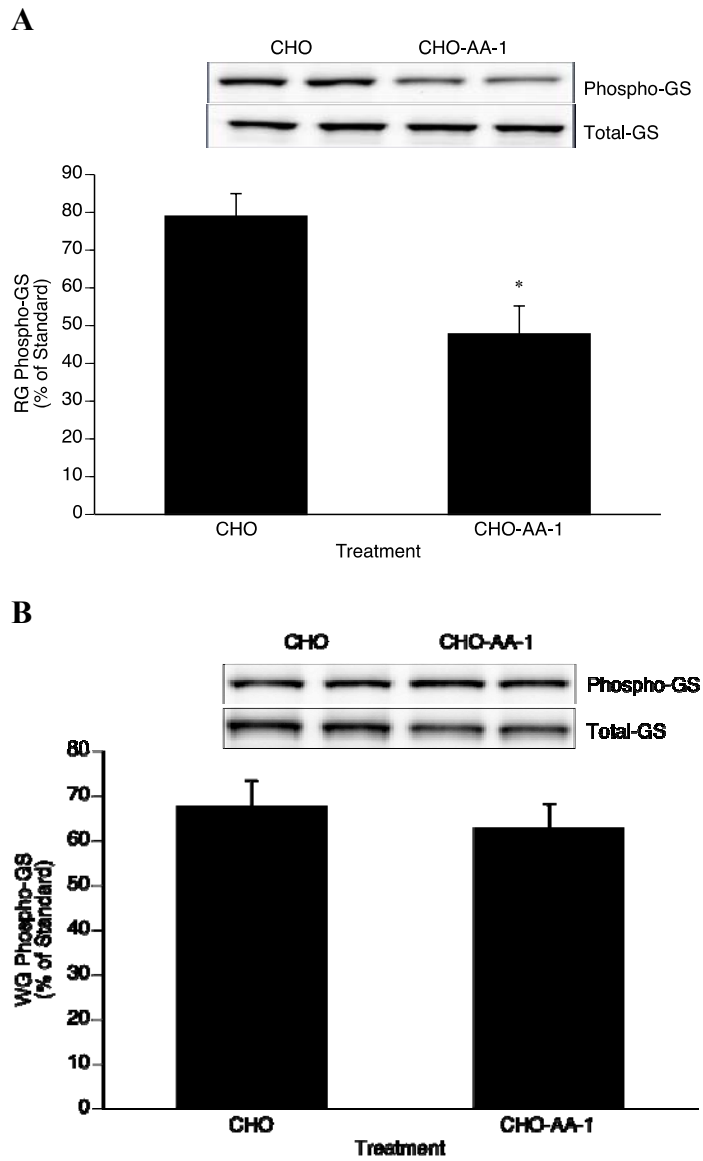 A
CHO CHO-AA-1
Phospho-GS
Total-GS
90
80
70
60
50
40
30
20
10
0
RG Phospho-GS
(% of Standard)
*
CHO CHO-AA-1
Treatment
B
CHO CHO-AA-1
Phospho-GS
Total-GS
80
70
60
50
40
30
20
10
0
WG Phospho-GS
(% of Standard)
CHO CHO-AA-1
Treatment